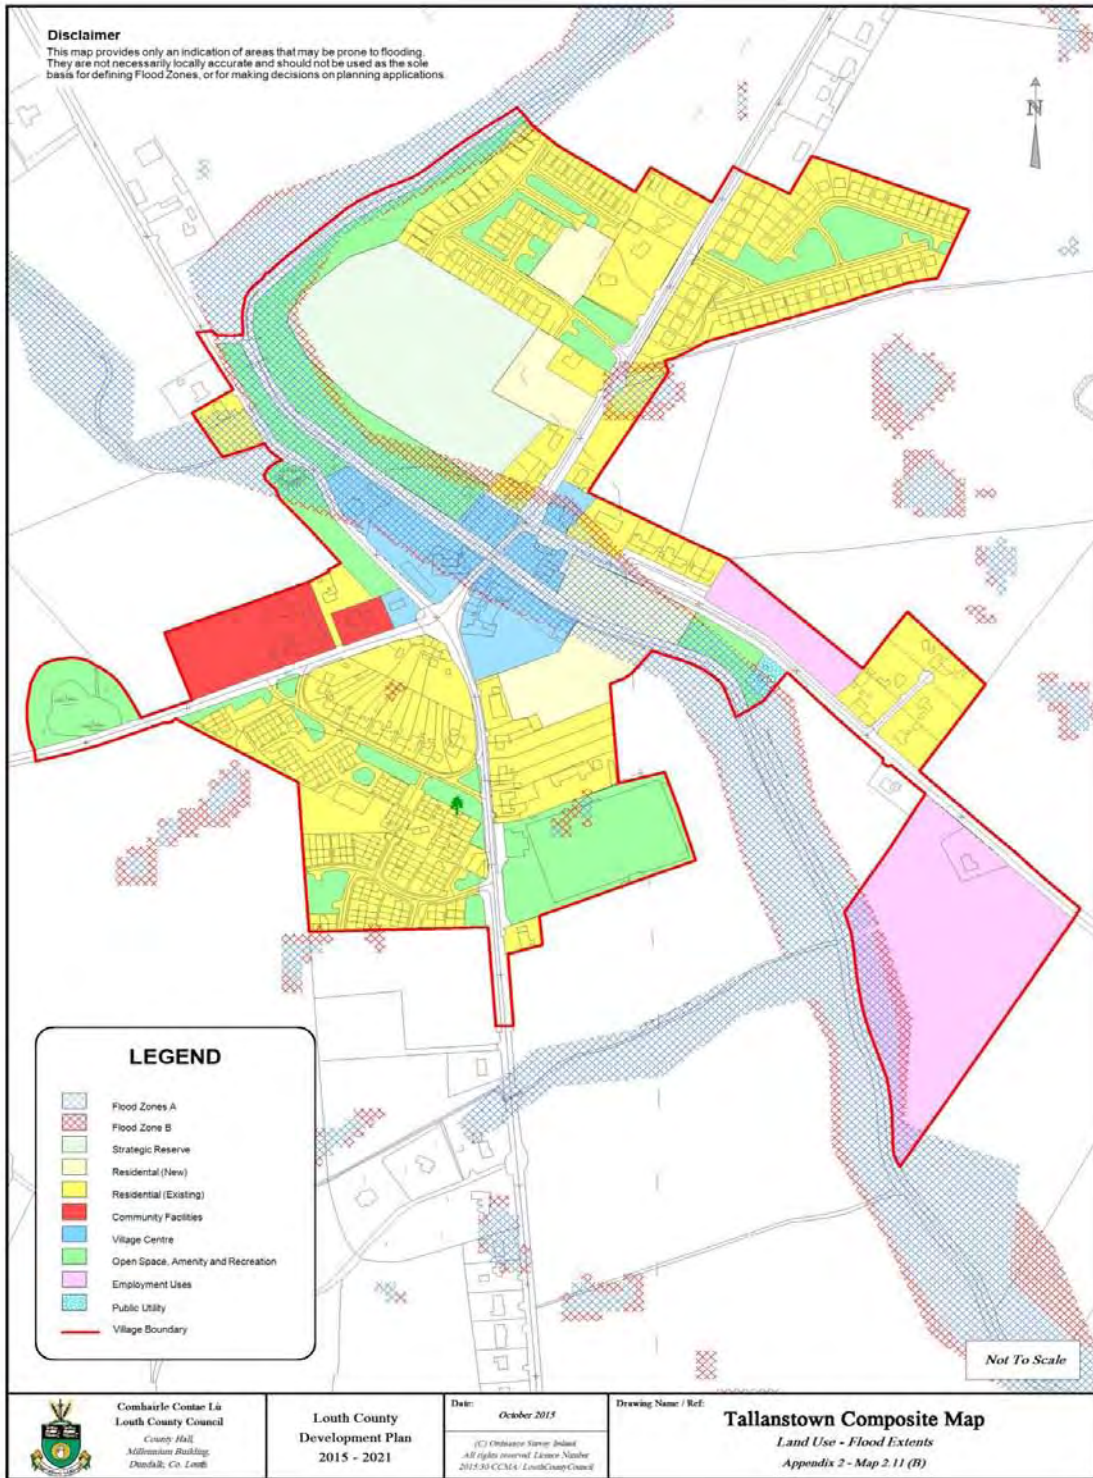 Disclaimer
This map provides only an indication of areas that may be prone to flooding.
They are not necessarily locally accurate and should not be used as the sole
basis for defining Flood Zones, or for making decisions on planning applications.
N
LEGEND
Flood Zones A
Flood Zone B
Strategic Reserve
Residental (New)
Residential (Existing)
Community Facilities
Village Centre
Open Space, Amenity and Recreation
Employment Uses
Public Utility
Village Boundary
Not To Scale
Comhairle Contae Lú
Louth County Council
County Hall,
Millennium Building,
Dundalk, Co. Louth
Louth County
Development Plan
2015 - 2021
Date:
October 2015
(C) Ordnance Survey Ireland
All rights reserved. Licence Number
2015/30 CCMA / LouthCountyCouncil
Drawing Name / Ref:
Tallanstown Composite Map
Land Use - Flood Extents
Appendix 2 - Map 2.11 (B)